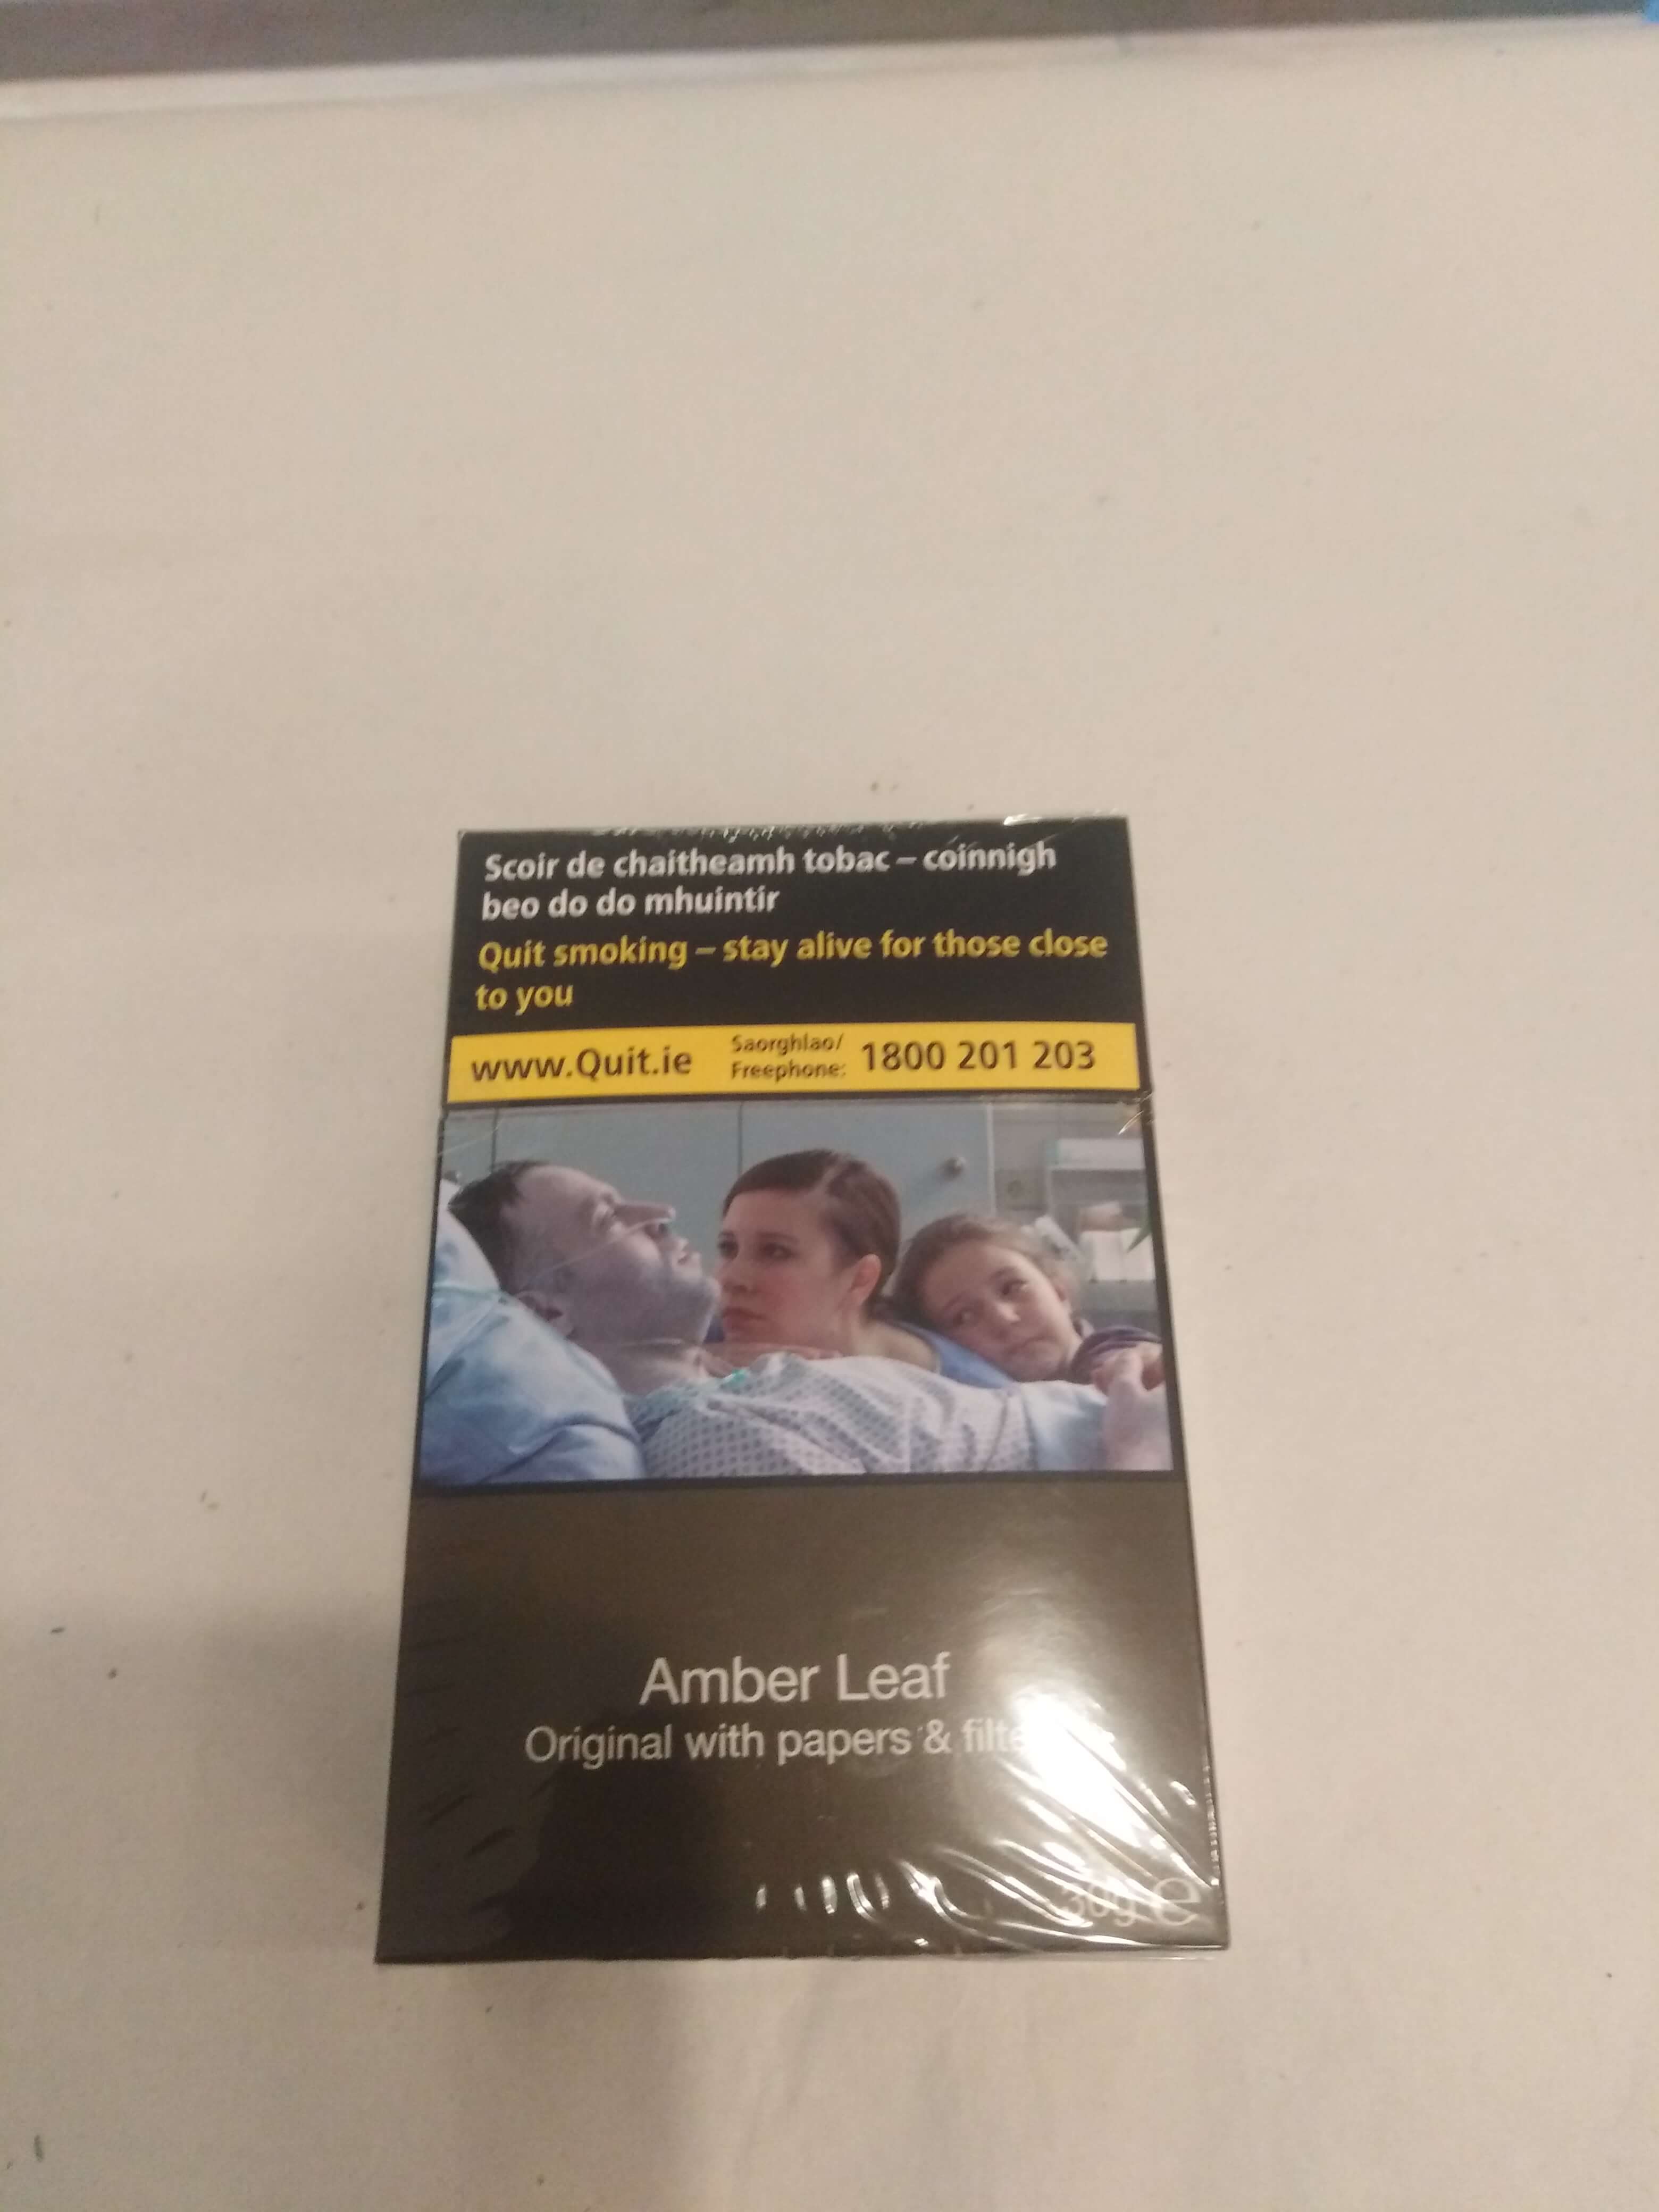 Scoir de chaitheamh tobac – coinnigh
beo do do mhuintir
Quit smoking – stay alive for those close
to you
www.Quit.ie Saorghlao/ Freephone: 1800 201 203
Amber Leaf
Original with papers &
30g e